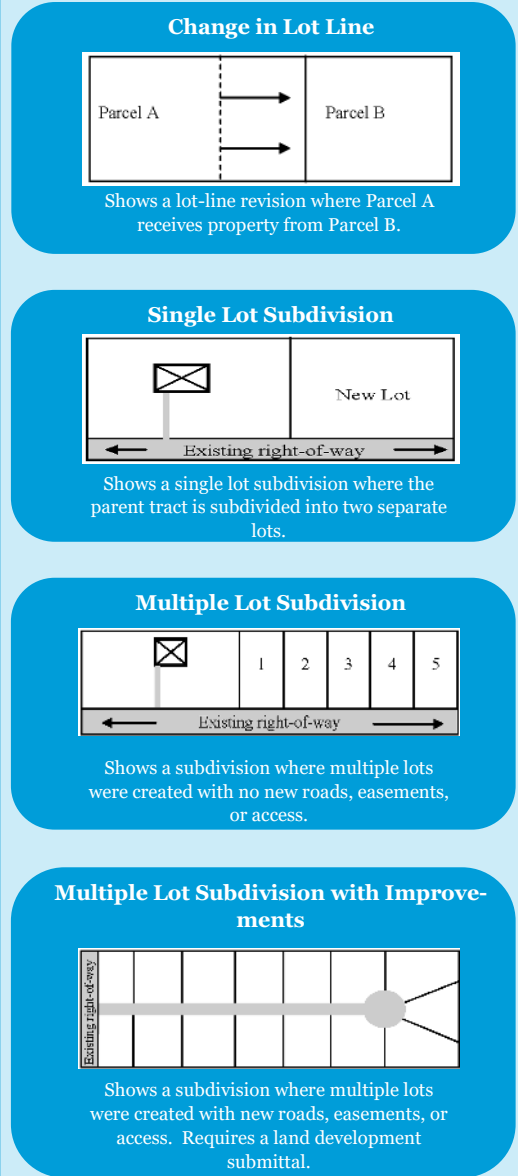 Change in Lot Line
Parcel A
Parcel B
Shows a lot-line revision where Parcel A
receives property from Parcel B.
Single Lot Subdivision
New Lot
Existing right-of-way
Shows a single lot subdivision where the
parent tract is subdivided into two separate
lots.
Multiple Lot Subdivision
1 2 3 4 5
Existing right-of-way
Shows a subdivision where multiple lots
were created with no new roads, easements,
or access.
Multiple Lot Subdivision with Improve-
ments
Existing right-of-way
Shows a subdivision where multiple lots
were created with new roads, easements, or
access. Requires a land development
submittal.